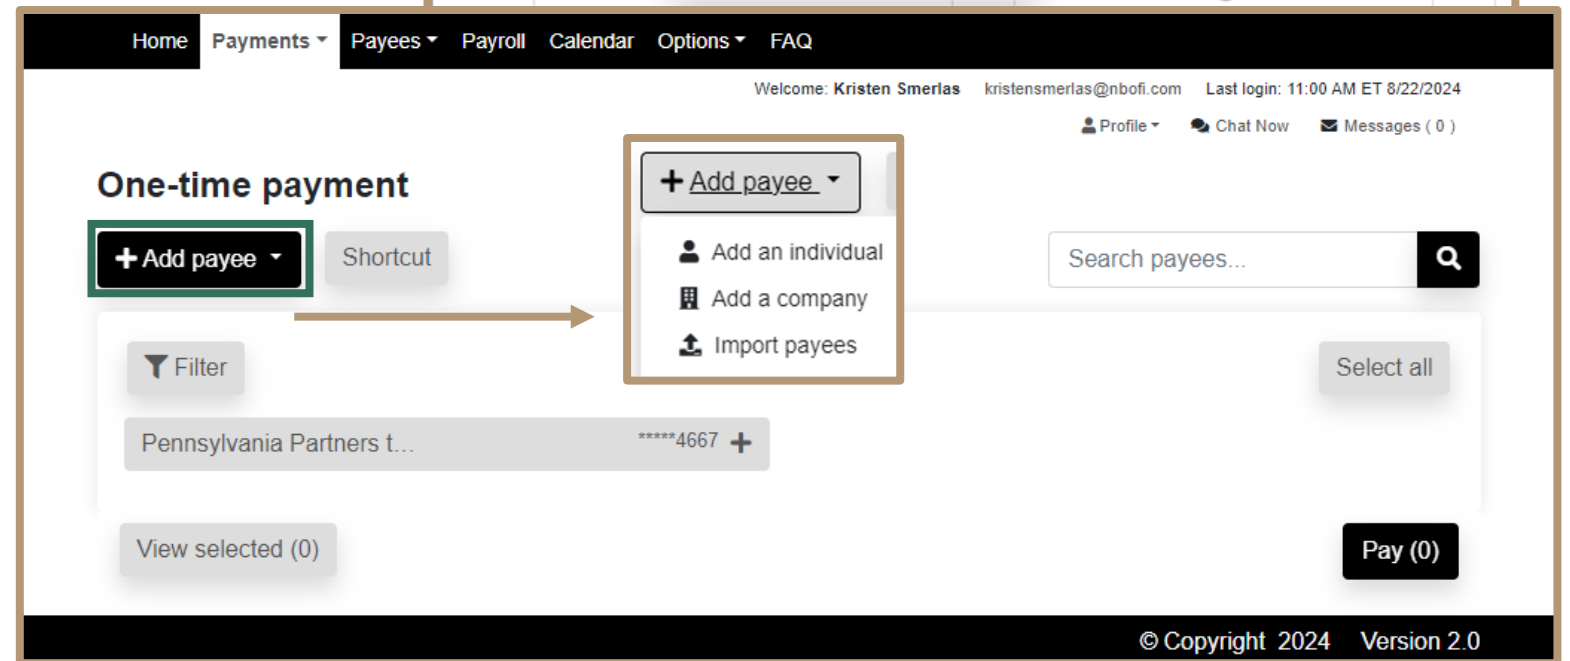 Home Payments Payees Payroll Calendar Options FAQ
Welcome: Kristen Smerlas kristensmerlas@nbofi.com Last login: 11:00 AM ET 8/22/2024
Profile Chat Now Messages ( 0 )
One-time payment
+ Add payee
Shortcut
+ Add payee
Add an individual
Add a company
Import payees
Search payees...
Filter
Select all
Pennsylvania Partners t... *****4667 +
View selected (0)
Pay (0)
© Copyright 2024 Version 2.0